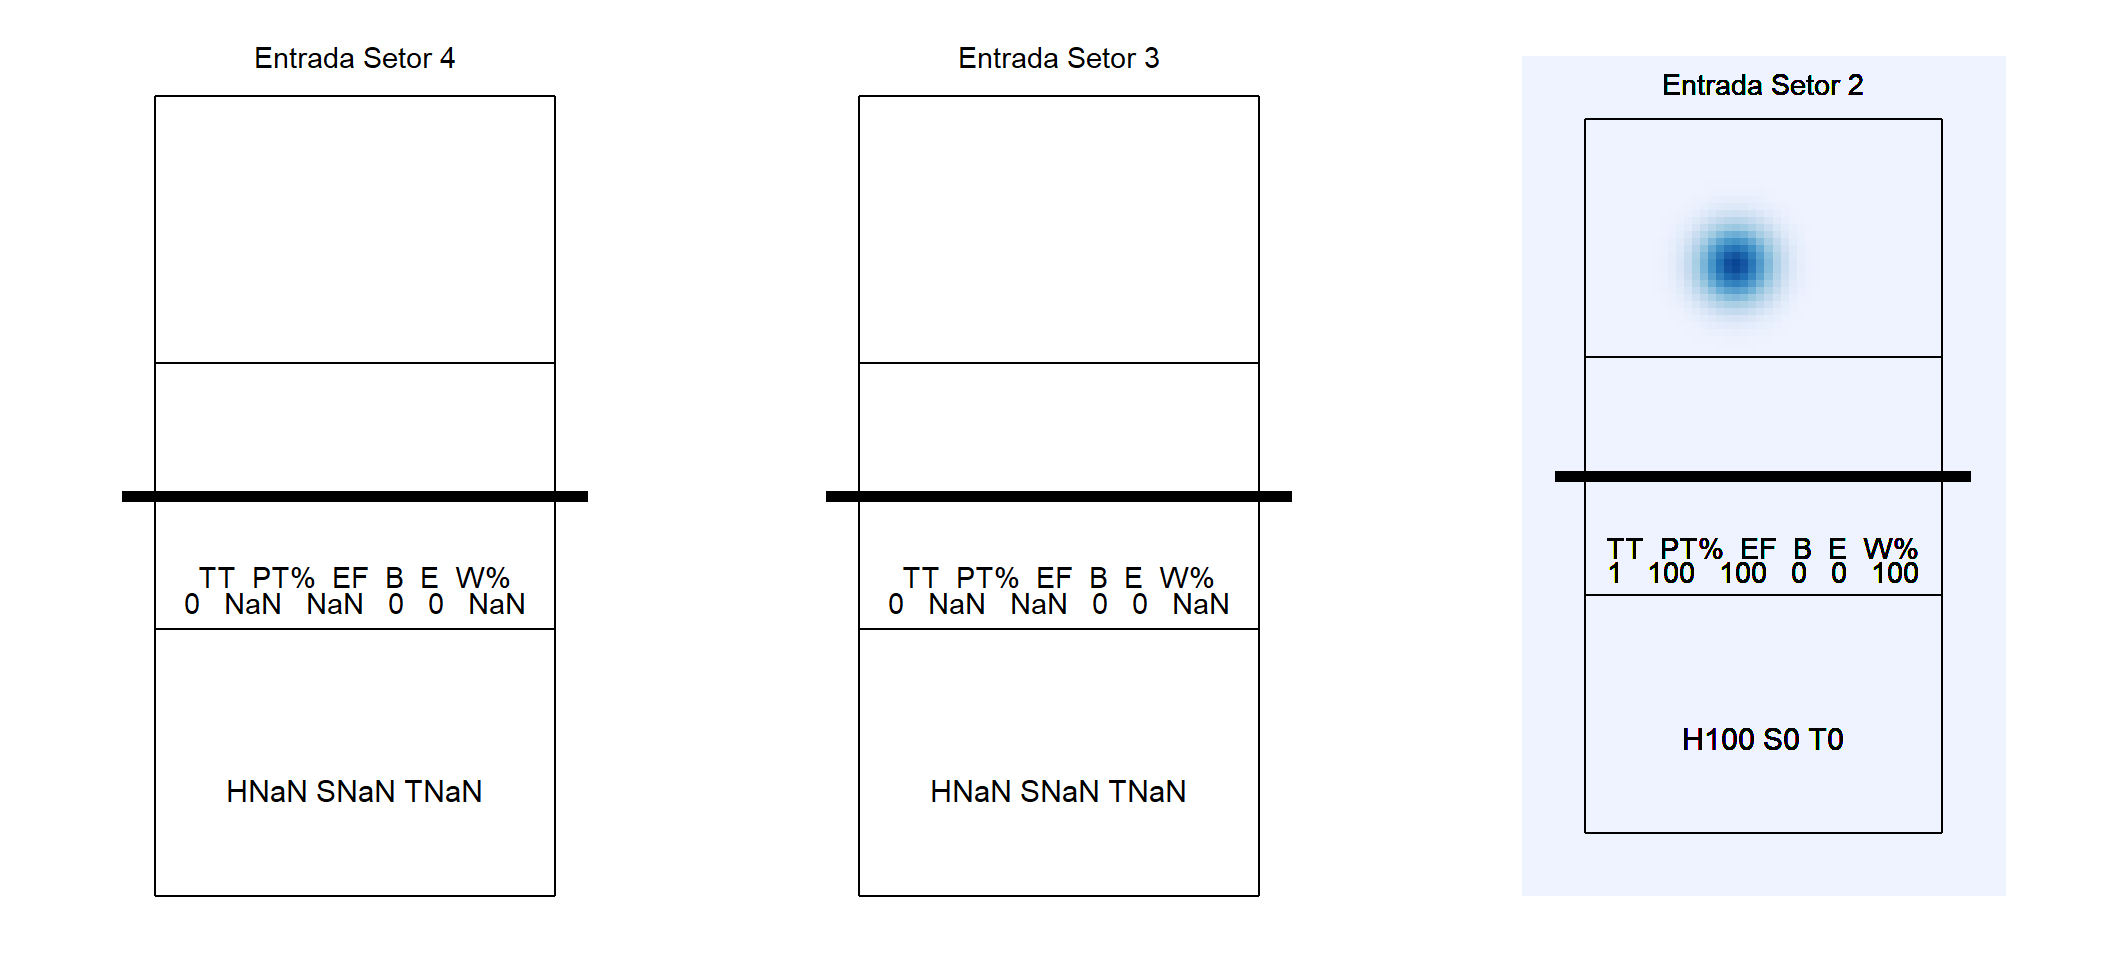 Entrada Setor 4
TT PT% EF B E W%
0 NaN NaN 0 0 NaN
HNaN SNaN TNaN
Entrada Setor 3
TT PT% EF B E W%
0 NaN NaN 0 0 NaN
HNaN SNaN TNaN
Entrada Setor 2
TT PT% EF B E W%
1 100 100 0 0 100
H100 S0 T0